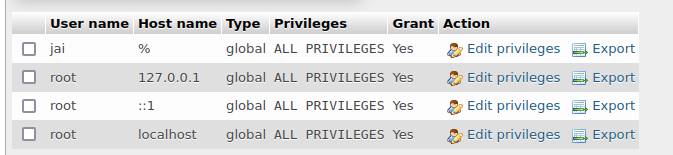 User name Host name Type Privileges Grant Action
jai % global ALL PRIVILEGES Yes Edit privileges Export
root 127.0.0.1 global ALL PRIVILEGES Yes Edit privileges Export
root ::1 global ALL PRIVILEGES Yes Edit privileges Export
root localhost global ALL PRIVILEGES Yes Edit privileges Export